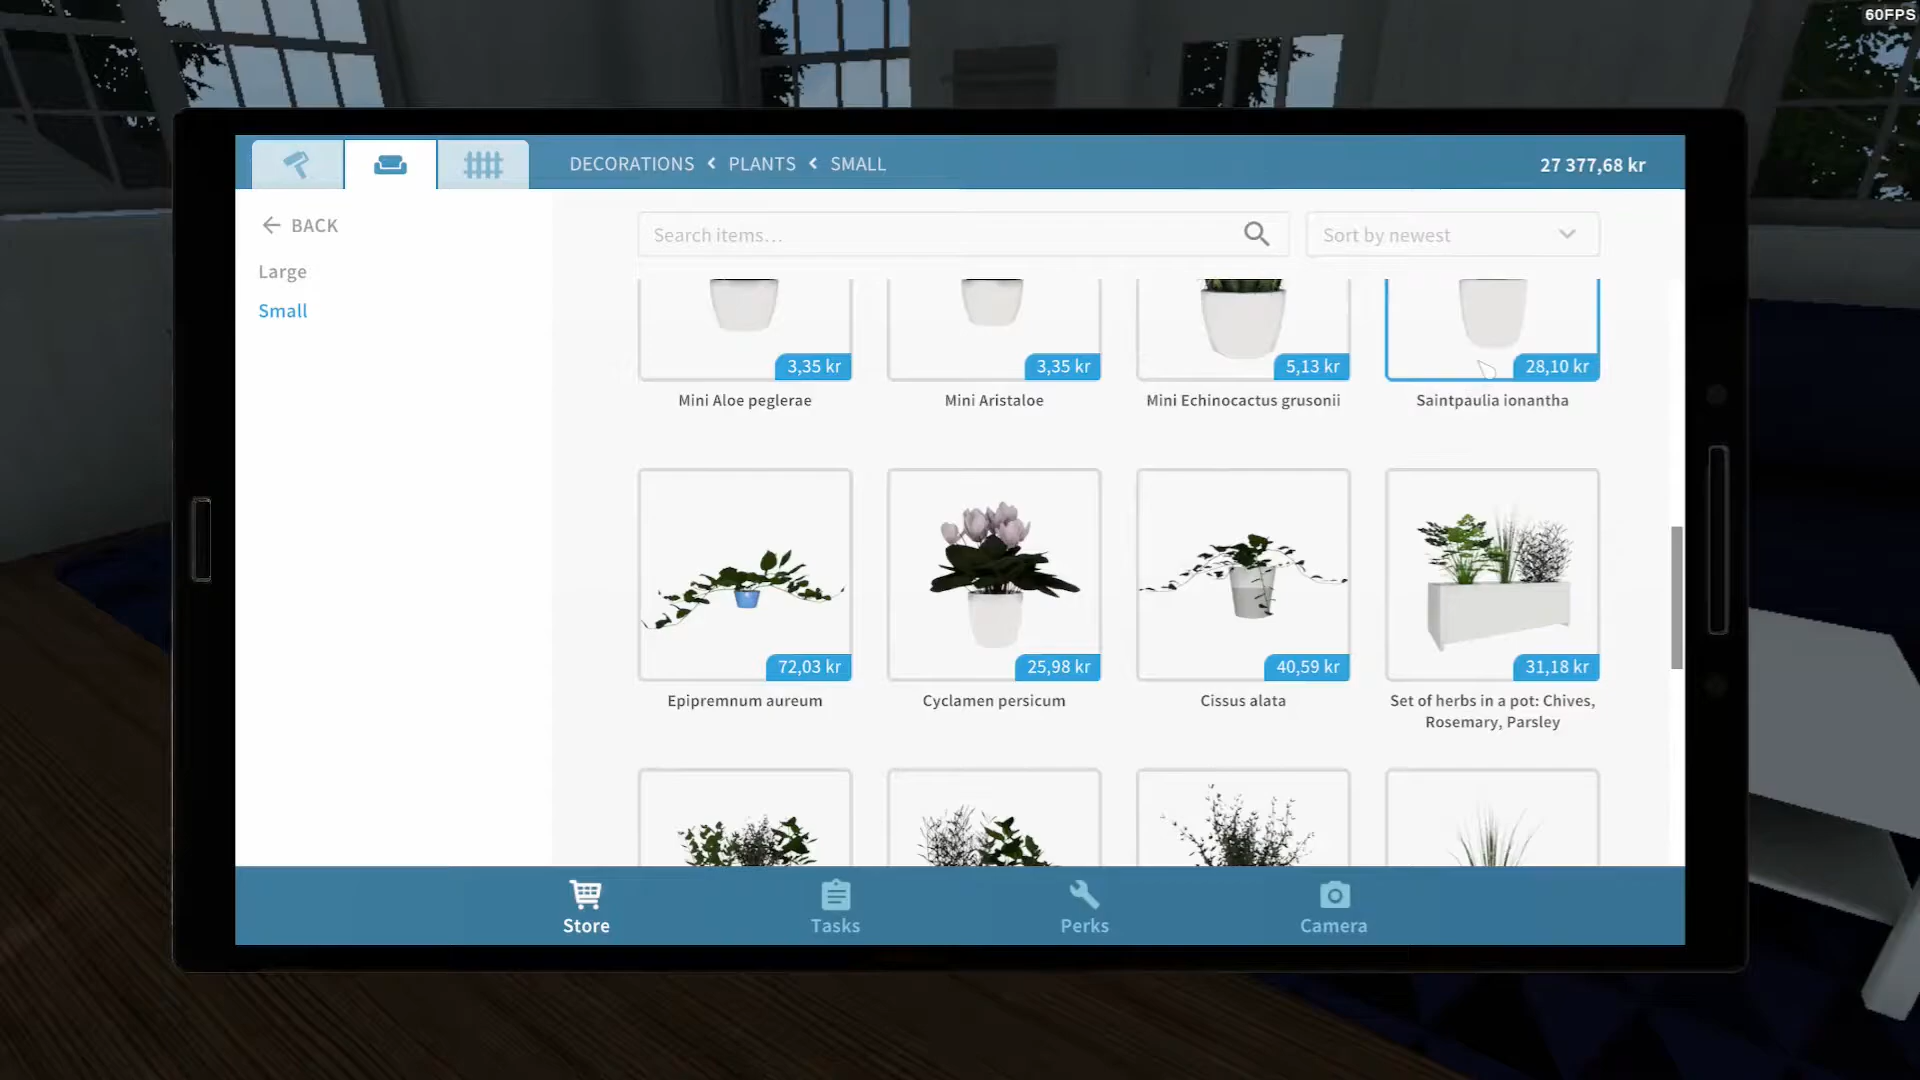 60FPS
DECORATIONS < PLANTS < SMALL
27 377,68 kr
BACK
Search items...
Sort by newest
Large
Small
3,35 kr
3,35 kr
5,13 kr
28,10 kr
Mini Aloe peglerae
Mini Aristaloe
Mini Echinocactus grusonii
Saintpaulia ionantha
72,03 kr
25,98 kr
40,59 kr
31,18 kr
Epipremnum aureum
Cyclamen persicum
Cissus alata
Set of herbs in a pot: Chives,
Rosemary, Parsley
Store
Tasks
Perks
Camera